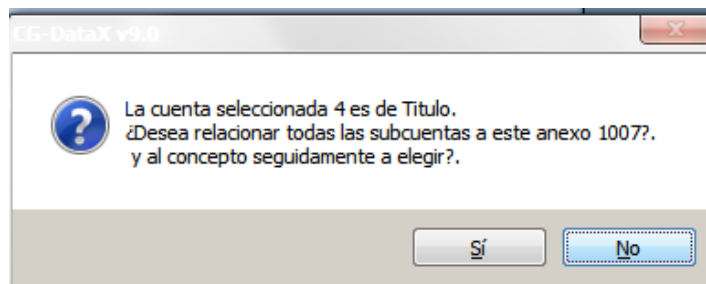 CG-DataX v9.0
La cuenta seleccionada 4 es de Titulo.
¿Desea relacionar todas las subcuentas a este anexo 1007?.
y al concepto seguidamente a elegir?.
Sí
No